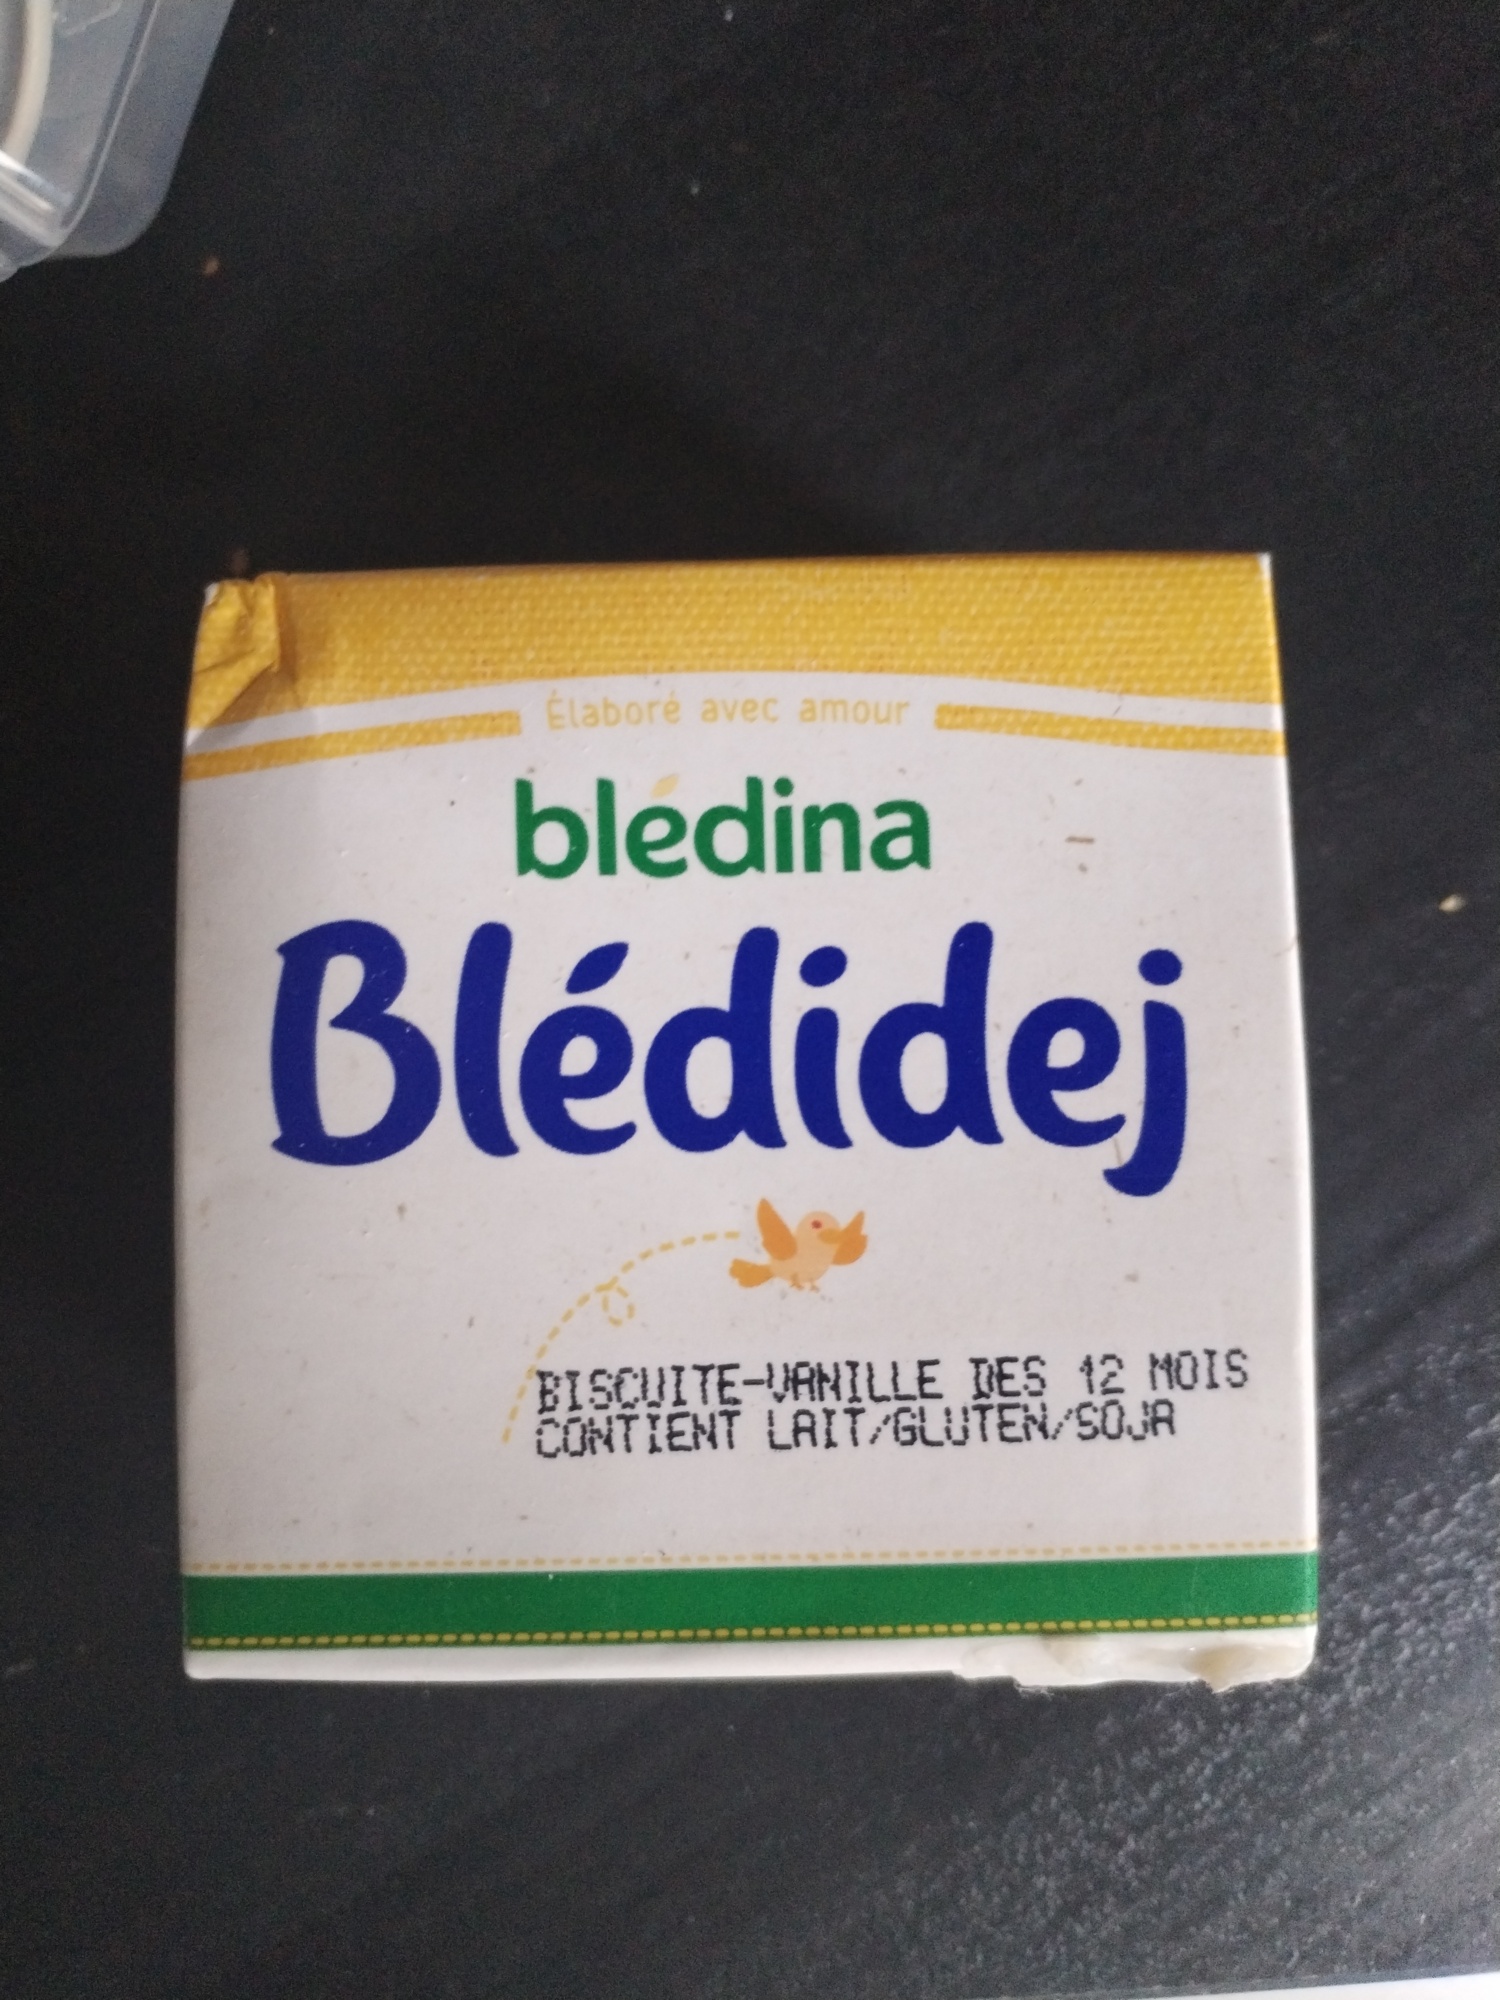 Élaboré avec amour
blédina
Blédidej
BISCUITE-VANILLE DES 12 MOIS
CONTIENT LAIT/GLUTEN/SOJA